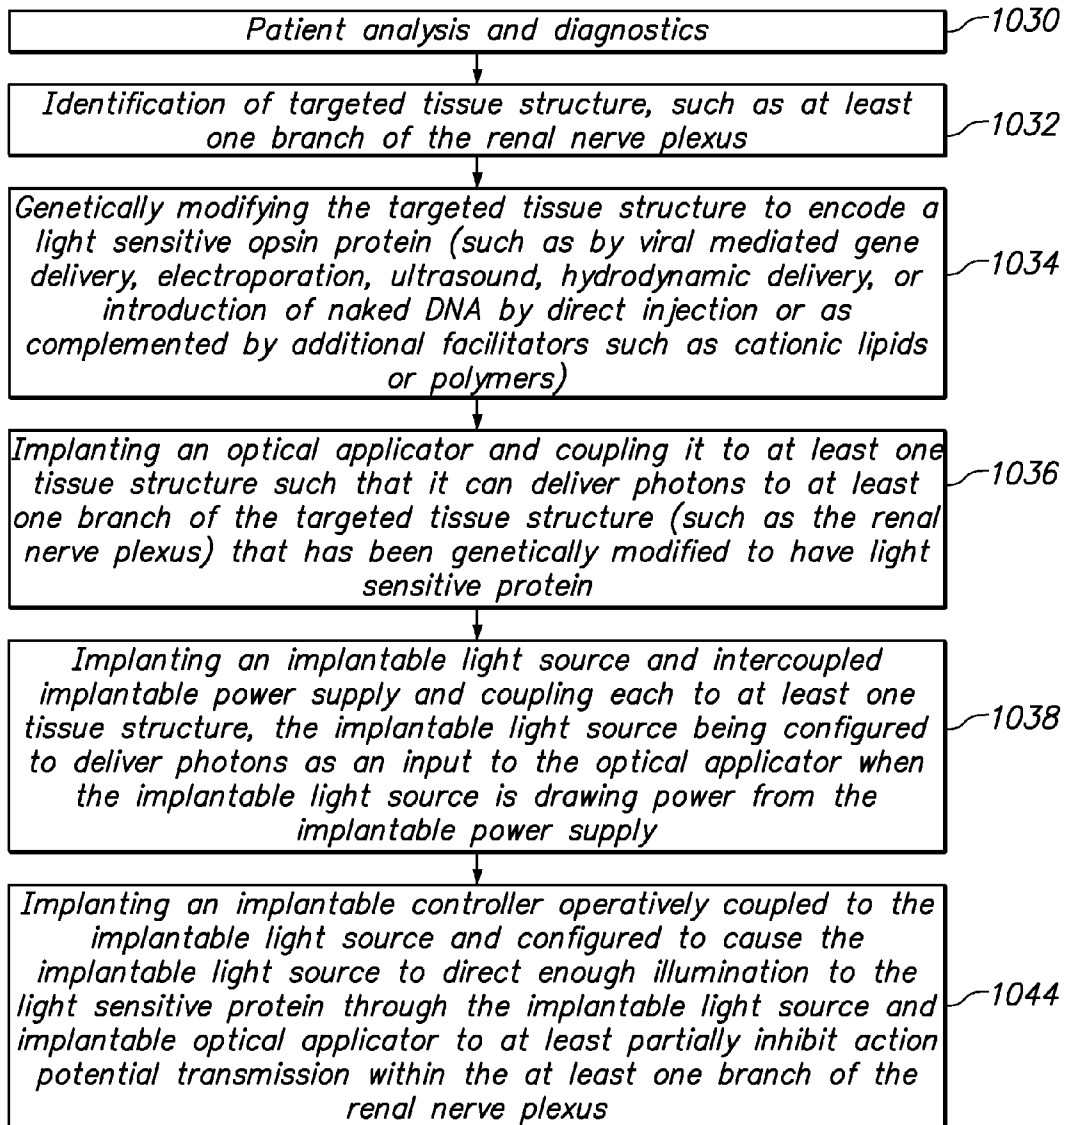 Patient analysis and diagnostics
1030
Identification of targeted tissue structure, such as at least
one branch of the renal nerve plexus
1032
Genetically modifying the targeted tissue structure to encode a
light sensitive opsin protein (such as by viral mediated gene
delivery, electroporation, ultrasound, hydrodynamic delivery, or
introduction of naked DNA by direct injection or as
complemented by additional facilitators such as cationic lipids
or polymers)
1034
Implanting an optical applicator and coupling it to at least one
tissue structure such that it can deliver photons to at least
one branch of the targeted tissue structure (such as the renal
nerve plexus) that has been genetically modified to have light
sensitive protein
1036
Implanting an implantable light source and intercoupled
implantable power supply and coupling each to at least one
tissue structure, the implantable light source being configured
to deliver photons as an input to the optical applicator when
the implantable light source is drawing power from the
implantable power supply
1038
Implanting an implantable controller operatively coupled to the
implantable light source and configured to cause the
implantable light source to direct enough illumination to the
light sensitive protein through the implantable light source and
implantable optical applicator to at least partially inhibit action
potential transmission within the at least one branch of the
renal nerve plexus
1044